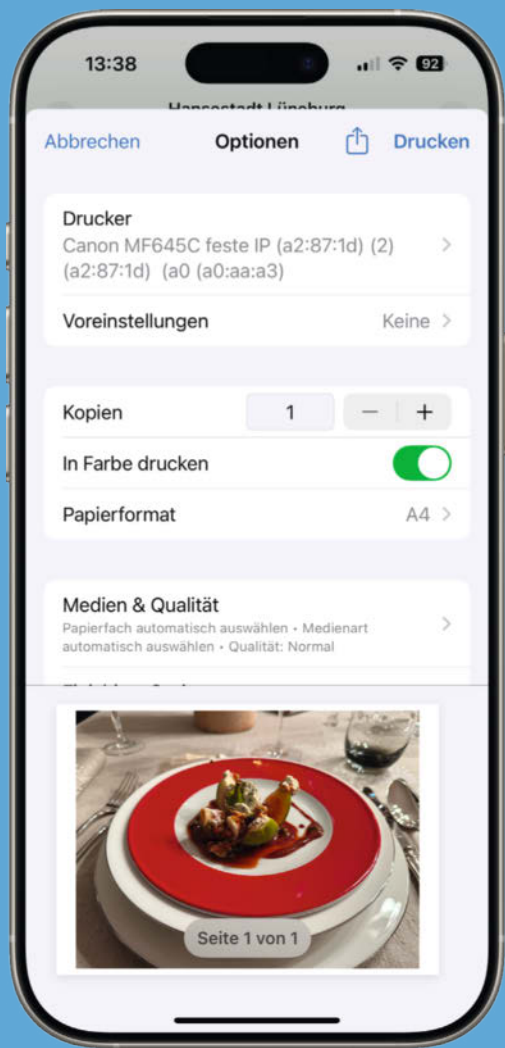 13:38
92
Hansestadt Lüneburg
Abbrechen
Optionen
Drucken
Drucker
Canon MF645C feste IP (a2:87:1d) (2)
(a2:87:1d) (a0 (a0:aa:a3)
Voreinstellungen
Keine
Kopien
1
In Farbe drucken
Papierformat
A4
Medien & Qualität
Papierfach automatisch auswählen • Medienart
automatisch auswählen • Qualität: Normal
Seite 1 von 1